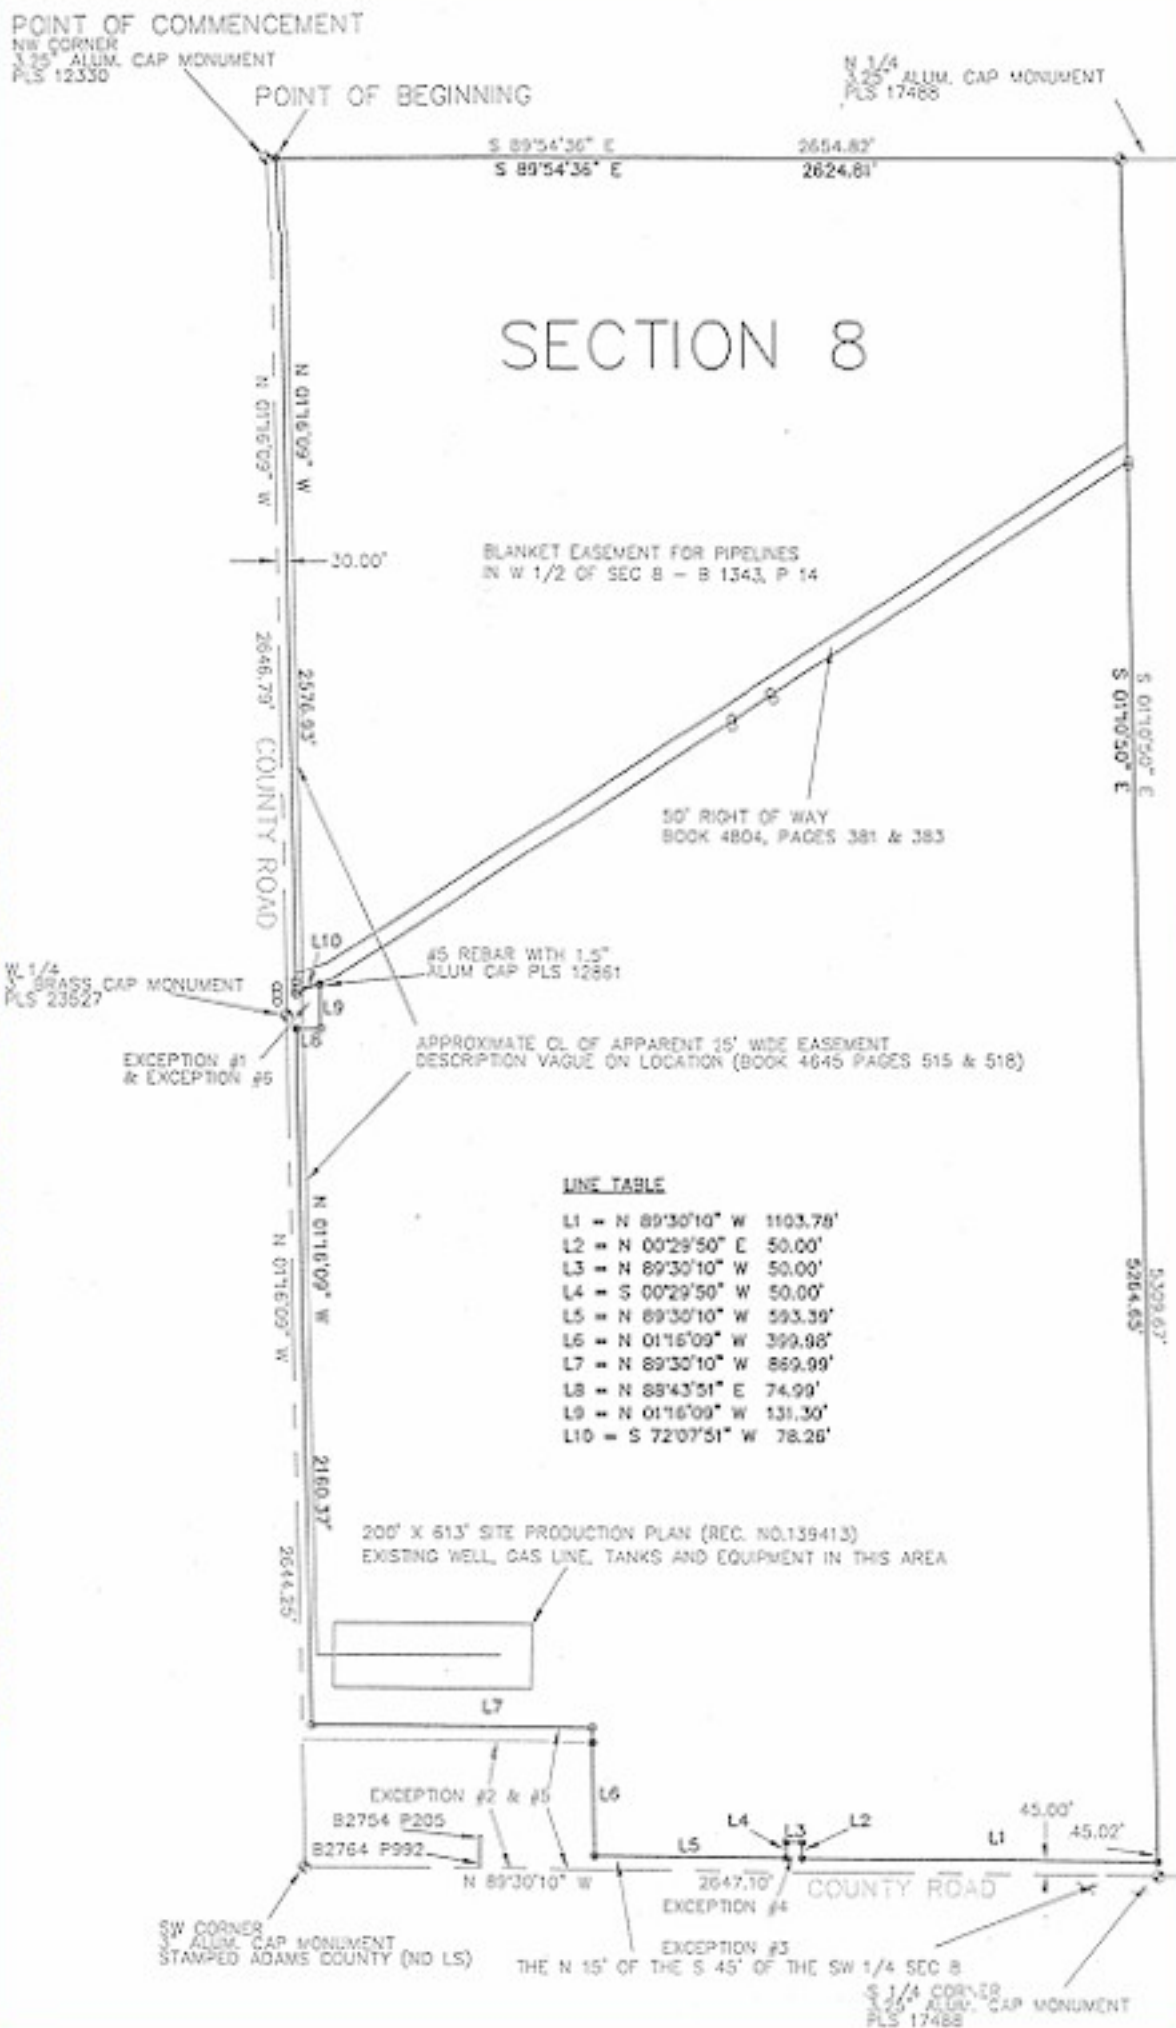 POINT OF COMMENCEMENT
NW CORNER
3.25" ALUM. CAP MONUMENT
PLS 12330
POINT OF BEGINNING
N 1/4
3.25" ALUM. CAP MONUMENT
PLS 17488
S 89°54'36" E 2654.82'
S 89°54'36" E 2624.81'
SECTION 8
N 01°16'09" W
N 01°16'09" W
30.00'
BLANKET EASEMENT FOR PIPELINES
IN W 1/2 OF SEC 8 - B 1343, P 14
2646.79'
2576.93'
COUNTY ROAD
S 01°10'50" E
S 01°10'50" E
50' RIGHT OF WAY
BOOK 4804, PAGES 381 & 383
L10
#5 REBAR WITH 1.5"
ALUM CAP PLS 12861
W 1/4
BRASS CAP MONUMENT
PLS 23627
L9
L8
EXCEPTION #1
& EXCEPTION #6
APPROXIMATE CL OF APPARENT 25' WIDE EASEMENT
DESCRIPTION VAGUE ON LOCATION (BOOK 4645 PAGES 515 & 518)
N 01°16'09" W
N 01°16'09" W
LINE TABLE
L1 = N 89°30'10" W 1103.78'
L2 = N 00°29'50" E 50.00'
L3 = N 89°30'10" W 50.00'
L4 = S 00°29'50" W 50.00'
L5 = N 89°30'10" W 593.39'
L6 = N 01°16'09" W 399.98'
L7 = N 89°30'10" W 869.99'
L8 = N 88°43'51" E 74.99'
L9 = N 01°16'09" W 131.30'
L10 = S 72°07'51" W 78.26'
5264.65'
5309.67'
2160.37'
2644.25'
200' X 613' SITE PRODUCTION PLAN (REC. NO.139413)
EXISTING WELL, GAS LINE, TANKS AND EQUIPMENT IN THIS AREA
L7
EXCEPTION #2 & #5
L6
B2754 P205
B2764 P992
L4
L3
L2
L5
L1
45.00'
45.02'
N 89°30'10" W 2647.10'
COUNTY ROAD
EXCEPTION #4
SW CORNER
3" ALUM. CAP MONUMENT
STAMPED ADAMS COUNTY (NO LS)
EXCEPTION #3
THE N 15' OF THE S 45' OF THE SW 1/4 SEC 8
S 1/4 CORNER
3.25" ALUM. CAP MONUMENT
PLS 17488